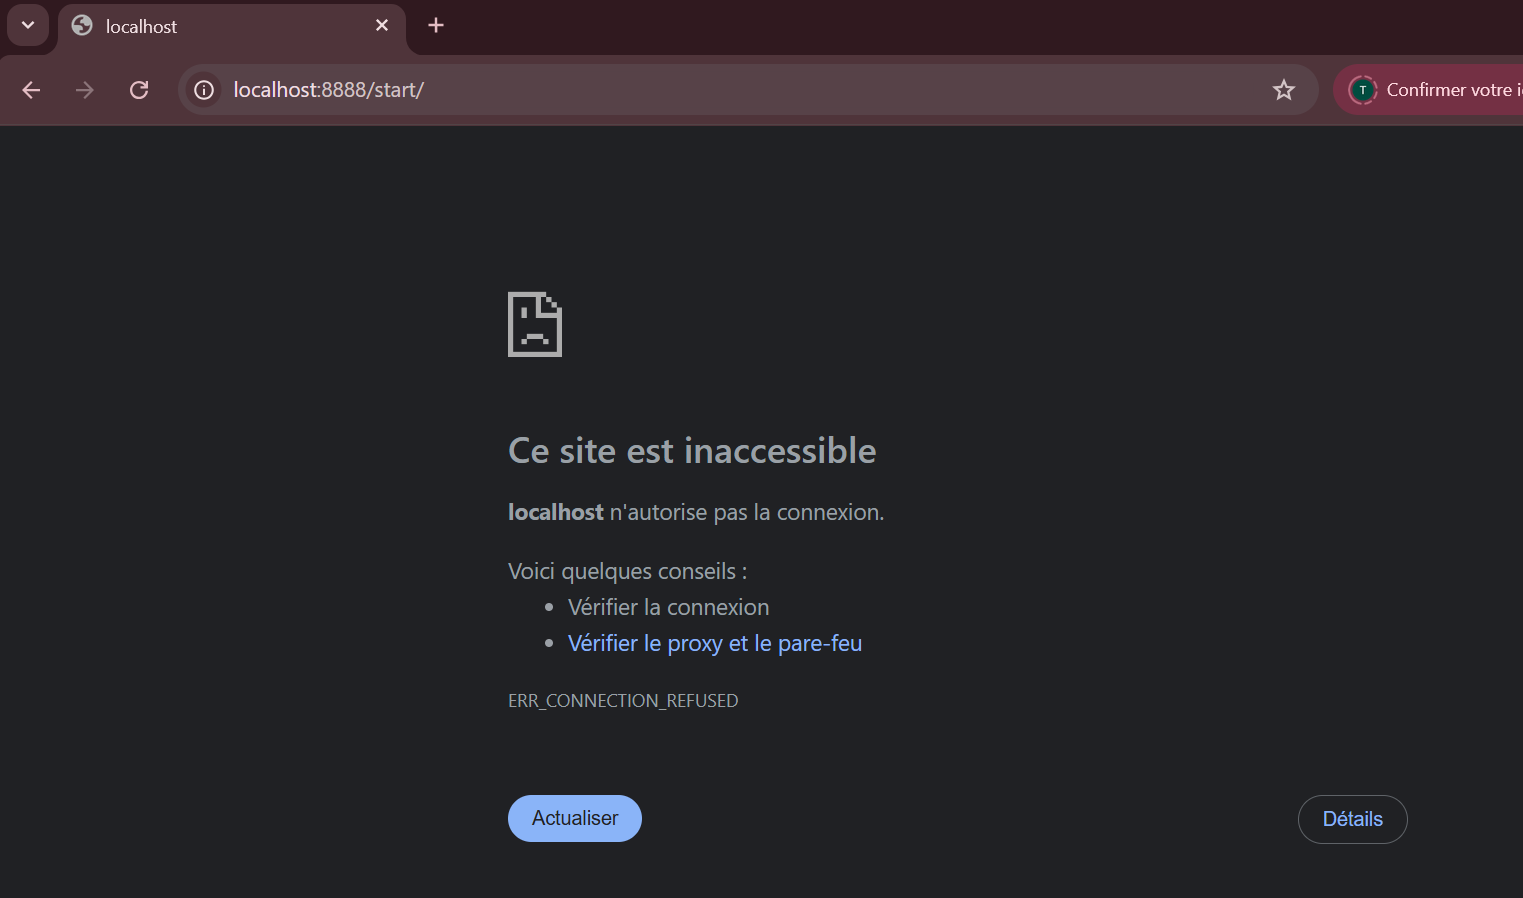 localhost
localhost:8888/start/
T
Confirmer votre
Ce site est inaccessible
localhost n'autorise pas la connexion.
Voici quelques conseils :
Vérifier la connexion
Vérifier le proxy et le pare-feu
ERR_CONNECTION_REFUSED
Actualiser
Détails